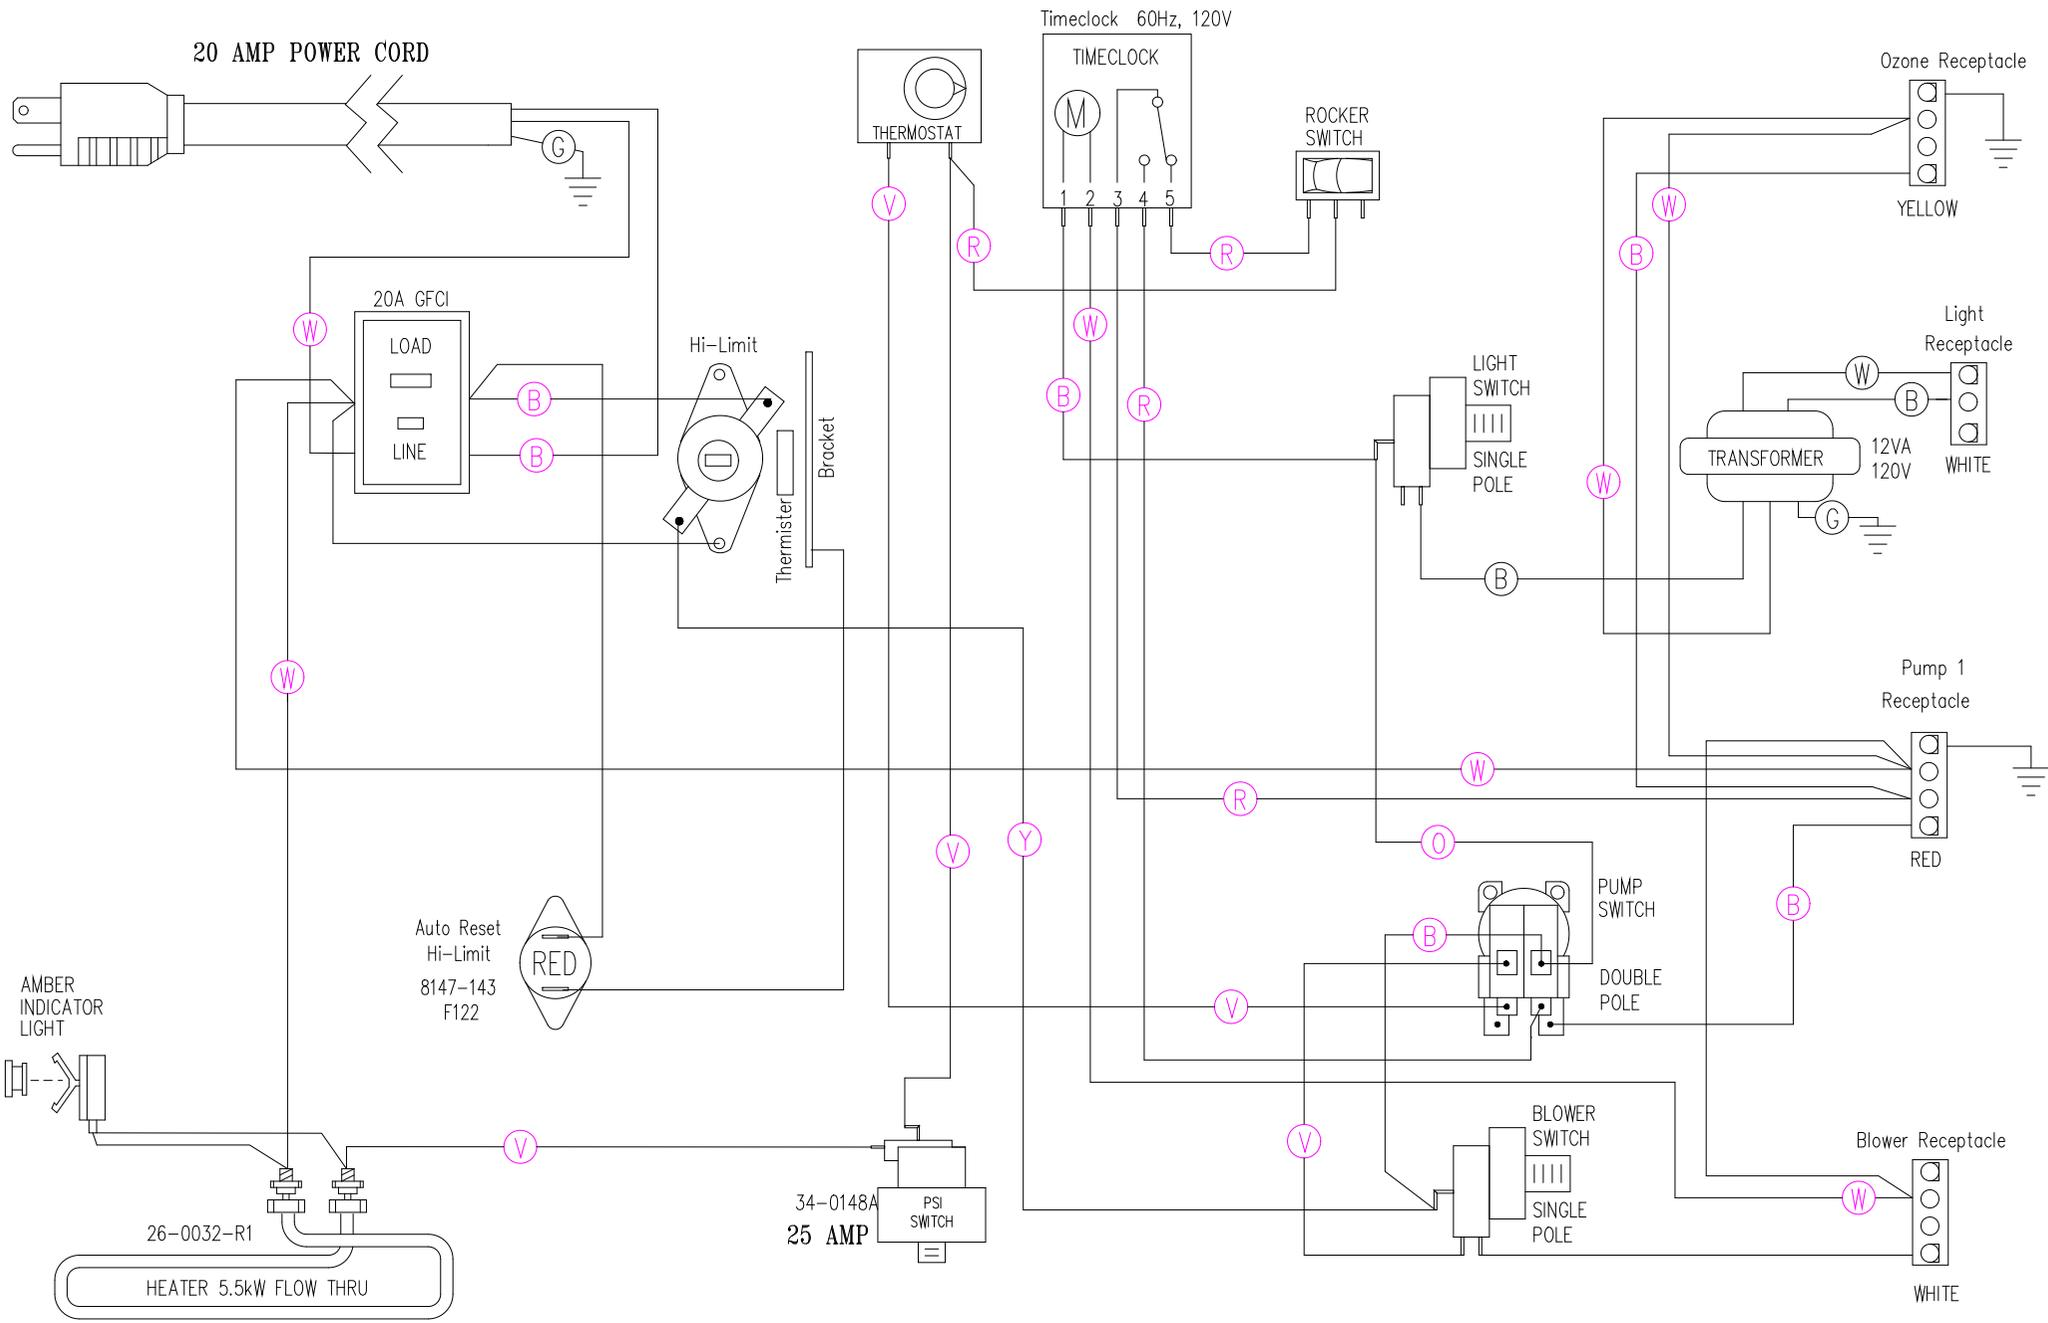 Timeclock 60Hz, 120V
20 AMP POWER CORD
TIMECLOCK
Ozone Receptacle
M
ROCKER
SWITCH
THERMOSTAT
G
1 2 3 4 5
YELLOW
V
R
R
W
B
20A GFCI
W
W
LOAD
LINE
B
B
Hi-Limit
Bracket
Thermister
B
R
LIGHT
SWITCH
SINGLE
POLE
Light
Receptacle
W
B
TRANSFORMER
12VA
120V
WHITE
W
G
B
W
Pump 1
Receptacle
W
R
RED
V
Y
O
PUMP
SWITCH
B
B
DOUBLE
POLE
V
Auto Reset
Hi-Limit
8147-143
F122
RED
AMBER
INDICATOR
LIGHT
V
V
BLOWER
SWITCH
SINGLE
POLE
Blower Receptacle
W
WHITE
34-0148A
25 AMP
PSI
SWITCH
26-0032-R1
HEATER 5.5kW FLOW THRU